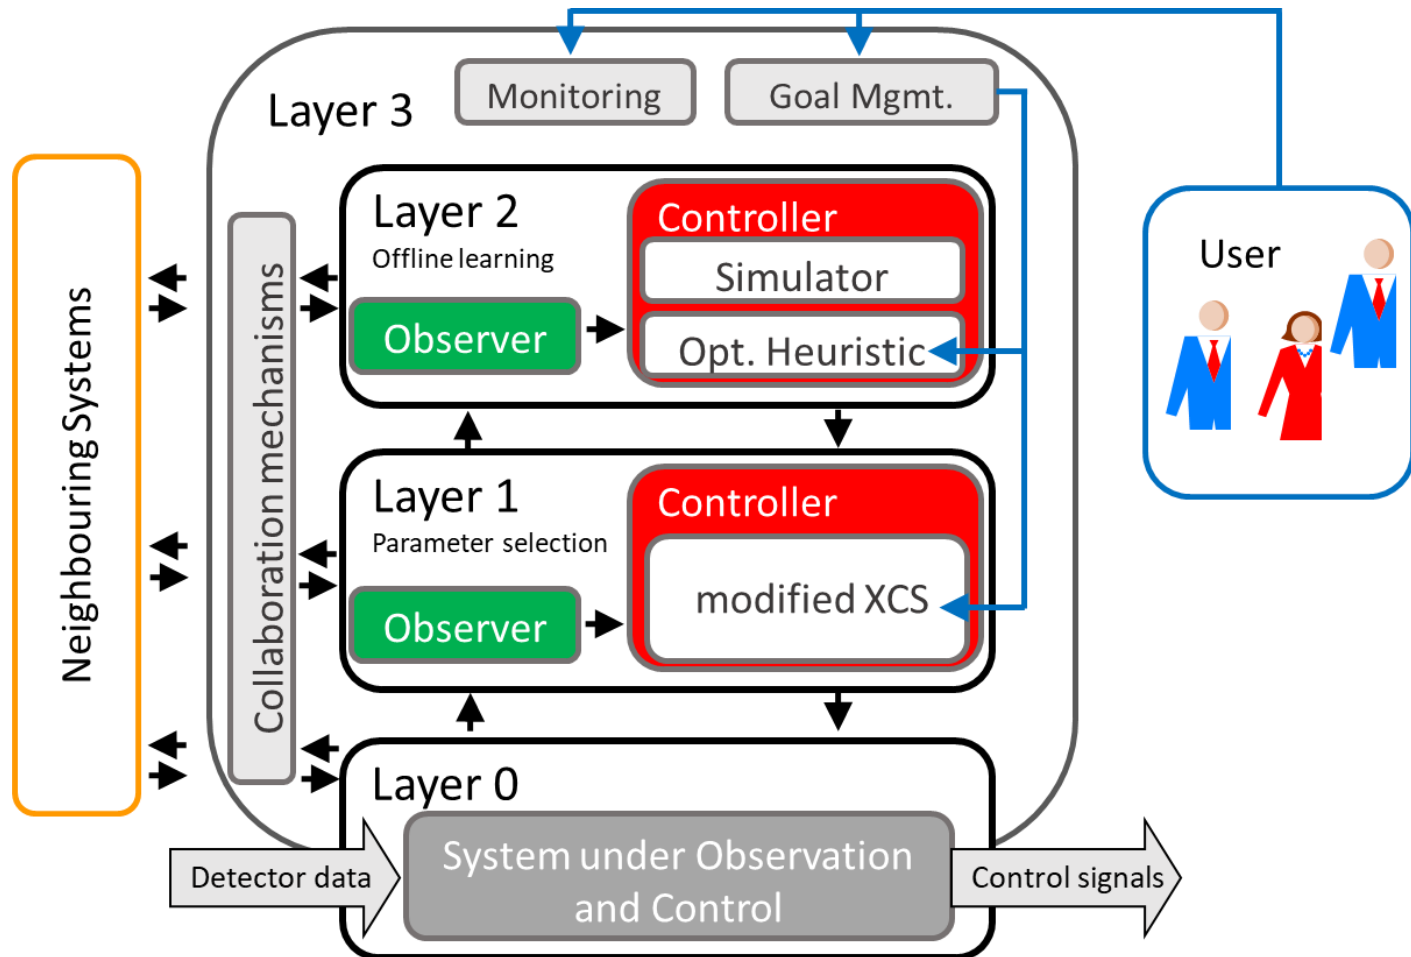 Layer 3
Monitoring
Goal Mgmt.
Neighbouring Systems
Collaboration mechanisms
Layer 2
Offline learning
Observer
Controller
Simulator
Opt. Heuristic
User
Layer 1
Parameter selection
Observer
Controller
modified XCS
Layer 0
Detector data
System under Observation
and Control
Control signals